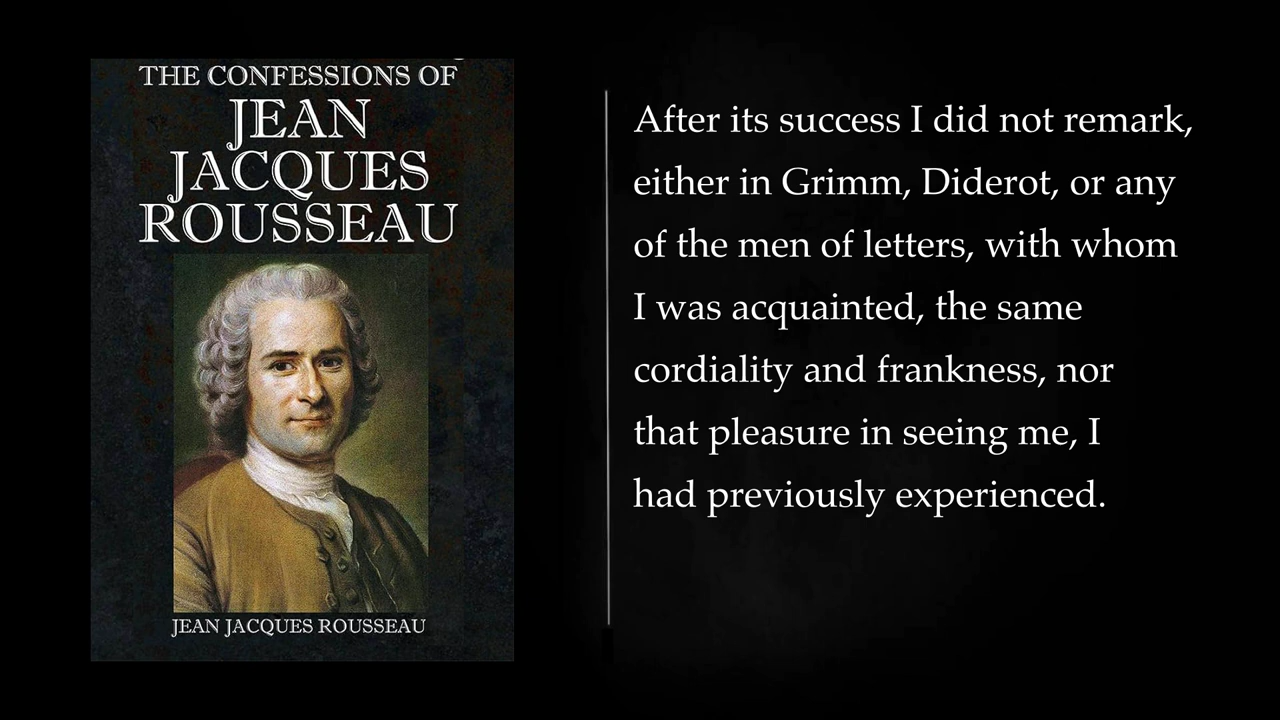 THE CONFESSIONS OF
JEAN
JACQUES
ROUSSEAU
JEAN JACQUES ROUSSEAU
After its success I did not remark,
either in Grimm, Diderot, or any
of the men of letters, with whom
I was acquainted, the same
cordiality and frankness, nor
that pleasure in seeing me, I
had previously experienced.